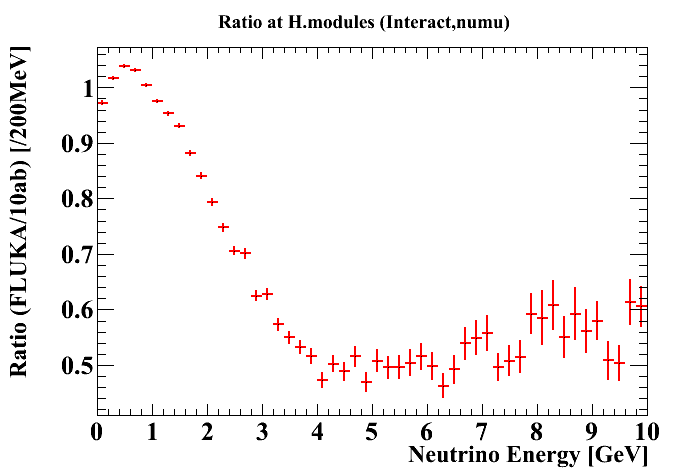 Ratio at H.modules (Interact,numu)
Ratio (FLUKA/10ab) [/200MeV]
1
0.9
0.8
0.7
0.6
0.5
0 1 2 3 4 5 6 7 8 9 10
Neutrino Energy [GeV]